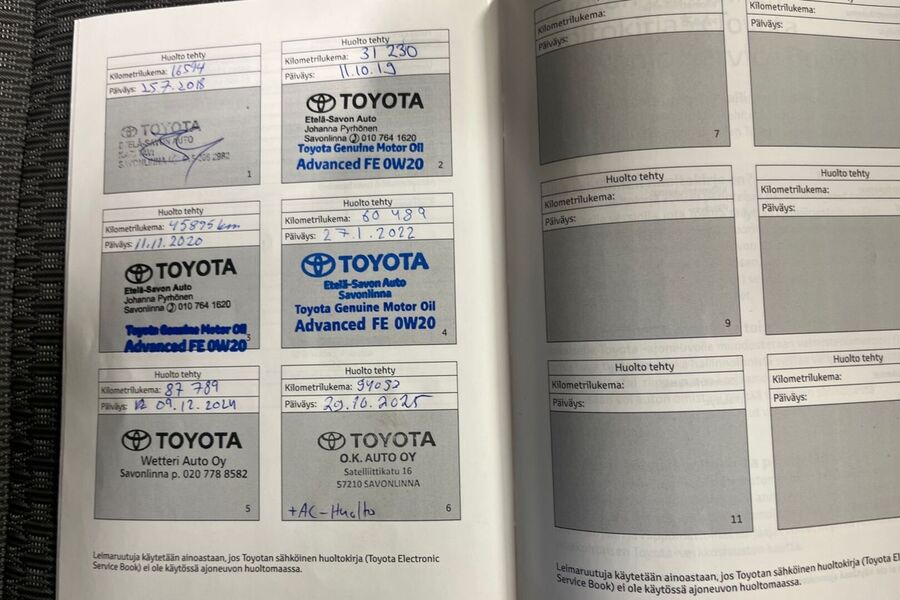 Huolto tehty
Kilometrilukema: 16594
Päiväys: 25.7.2018
TOYOTA
ETELÄ-SAVON AUTO
1
Huolto tehty
Kilometrilukema: 31 230
Päiväys: 11.10.19
TOYOTA
Etelä-Savon Auto
Johanna Pyrhönen
Savonlinna 010 764 1620
Toyota Genuine Motor Oil
Advanced FE 0W20
2
Huolto tehty
Kilometrilukema: 45895 km
Päiväys: 11.11.2020
TOYOTA
Etelä-Savon Auto
Johanna Pyrhönen
Savonlinna 010 764 1620
Toyota Genuine Motor Oil
Advanced FE 0W20
3
Huolto tehty
Kilometrilukema: 60 489
Päiväys: 27.1.2022
TOYOTA
Etelä-Savon Auto
Savonlinna
Toyota Genuine Motor Oil
Advanced FE 0W20
4
Huolto tehty
Kilometrilukema: 87 789
Päiväys: 09.12.2024
TOYOTA
Wetteri Auto Oy
Savonlinna p. 020 778 8582
5
Huolto tehty
Kilometrilukema: 94052
Päiväys: 29.10.2025
TOYOTA
O.K. AUTO OY
Satelliittikatu 16
57210 SAVONLINNA
+AC-Huolto
6
Leimaruutuja käytetään ainoastaan, jos Toyotan sähköinen huoltokirja (Toyota Electronic
Service Book) ei ole käytössä ajoneuvon huoltomaassa.
Kilometrilukema:
Päiväys:
7
Kilometrilukema:
Päiväys:
Huolto tehty
Kilometrilukema:
Päiväys:
9
Huolto tehty
Kilometrilukema:
Päiväys:
Huolto tehty
Kilometrilukema:
Päiväys:
11
Huolto tehty
Kilometrilukema:
Päiväys:
Leimaruutuja käytetään ainoastaan, jos Toyotan sähköinen huoltokirja (Toyota
Service Book) ei ole käytössä ajoneuvon huoltomaassa.